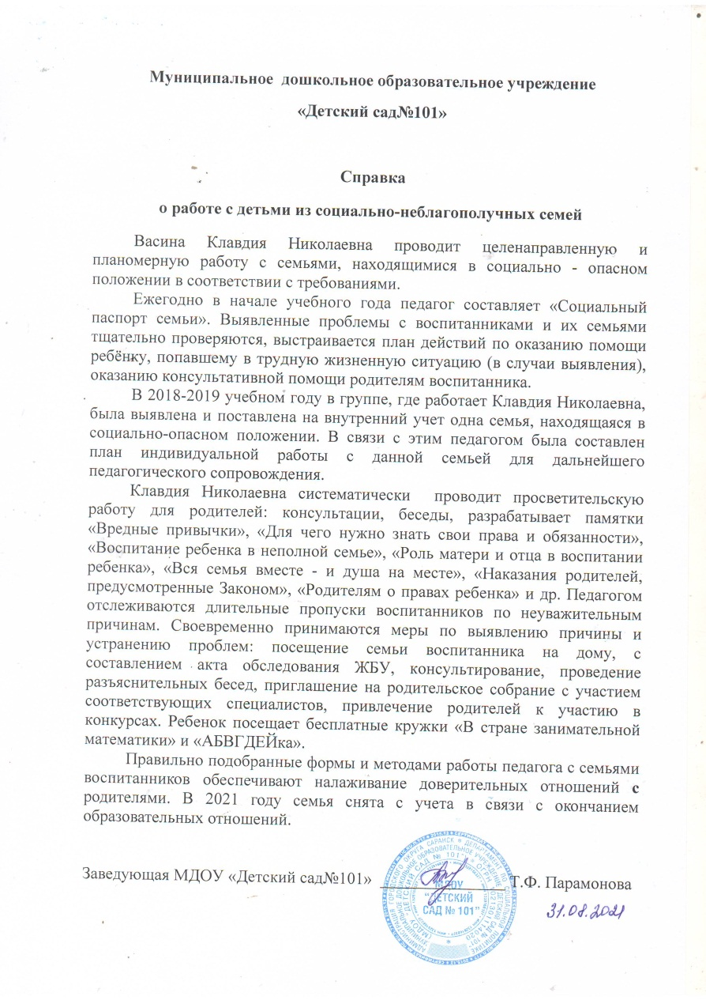 Муниципальное дошкольное образовательное учреждение
«Детский сад№101»
Справка
о работе с детьми из социально-неблагополучных семей
Васина Клавдия Николаевна проводит целенаправленную и
планомерную работу с семьями, находящимися в социально - опасном
положении в соответствии с требованиями.
Ежегодно в начале учебного года педагог составляет «Социальный
паспорт семьи». Выявленные проблемы с воспитанниками и их семьями
тщательно проверяются, выстраивается план действий по оказанию помощи
ребёнку, попавшему в трудную жизненную ситуацию (в случаи выявления),
оказанию консультативной помощи родителям воспитанника.
В 2018-2019 учебном году в группе, где работает Клавдия Николаевна,
была выявлена и поставлена на внутренний учет одна семья, находящаяся в
социально-опасном положении. В связи с этим педагогом была составлен
план индивидуальной работы с данной семьей для дальнейшего
педагогического сопровождения.
Клавдия Николаевна систематически проводит просветительскую
работу для родителей: консультации, беседы, разрабатывает памятки
«Вредные привычки», «Для чего нужно знать свои права и обязанности»,
«Воспитание ребенка в неполной семье», «Роль матери и отца в воспитании
ребенка», «Вся семья вместе - и душа на месте», «Наказания родителей,
предусмотренные Законом», «Родителям о правах ребенка» и др. Педагогом
отслеживаются длительные пропуски воспитанников по неуважительным
причинам. Своевременно принимаются меры по выявлению причины и
устранению проблем: посещение семьи воспитанника на дому, с
составлением акта обследования ЖБУ, консультирование, проведение
разъяснительных бесед, приглашение на родительское собрание с участием
соответствующих специалистов, привлечение родителей к участию в
конкурсах. Ребенок посещает бесплатные кружки «В стране занимательной
математики» и «АБВГДЕЙка».
Правильно подобранные формы и методами работы педагога с семьями
воспитанников обеспечивают налаживание доверительных отношений с
родителями. В 2021 году семья снята с учета в связи с окончанием
образовательных отношений.
Заведующая МДОУ «Детский сад№101» Т.Ф. Парамонова
31.08.2021
МДОУ
"ДЕТСКИЙ
САД № 101"